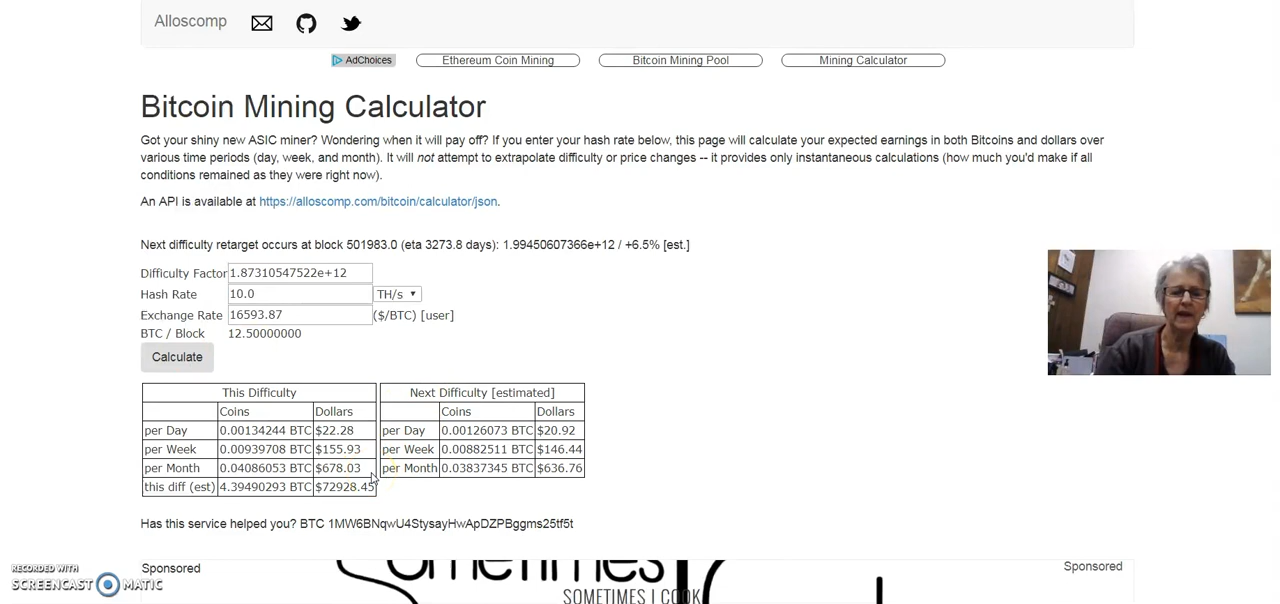 Alloscomp
AdChoices
Ethereum Coin Mining
Bitcoin Mining Pool
Mining Calculator
Bitcoin Mining Calculator
Got your shiny new ASIC miner? Wondering when it will pay off? If you enter your hash rate below, this page will calculate your expected earnings in both Bitcoins and dollars over
various time periods (day, week, and month). It will not attempt to extrapolate difficulty or price changes -- it provides only instantaneous calculations (how much you'd make if all
conditions remained as they were right now).
An API is available at https://alloscomp.com/bitcoin/calculator/json.
Next difficulty retarget occurs at block 501983.0 (eta 3273.8 days): 1.99450607366e+12 / +6.5% [est.]
Difficulty Factor 1.87310547522e+12
Hash Rate 10.0 TH/s
Exchange Rate 16593.87 ($/BTC) [user]
BTC / Block 12.50000000
Calculate
This Difficulty
Coins Dollars
per Day 0.00134244 BTC $22.28
per Week 0.00939708 BTC $155.93
per Month 0.04086053 BTC $678.03
this diff (est) 4.39490293 BTC $72928.45
Next Difficulty [estimated]
Coins Dollars
per Day 0.00126073 BTC $20.92
per Week 0.00882511 BTC $146.44
per Month 0.03837345 BTC $636.76
Has this service helped you? BTC 1MW6BNqwU4StysayHwApDZPBggms25tf5t
Sponsored
Sponsored
Sometimes
SOMETIMES I COOK
RECORDED WITH
SCREENCAST MATIC